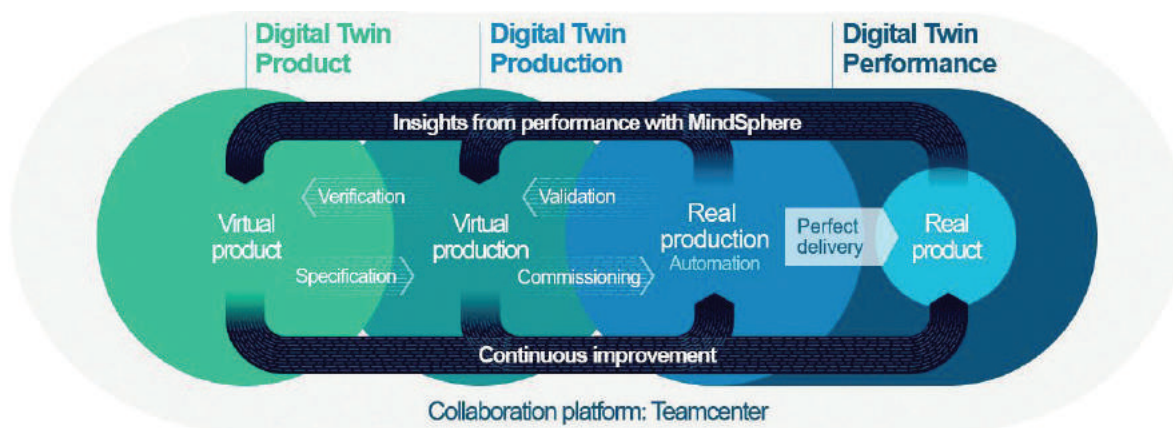 Digital Twin
Product
Digital Twin
Production
Digital Twin
Performance
Insights from performance with MindSphere
Verification
Validation
Virtual
product
Virtual
production
Real
production
Automation
Perfect
delivery
Real
product
Specification
Commissioning
Continuous improvement
Collaboration platform: Teamcenter